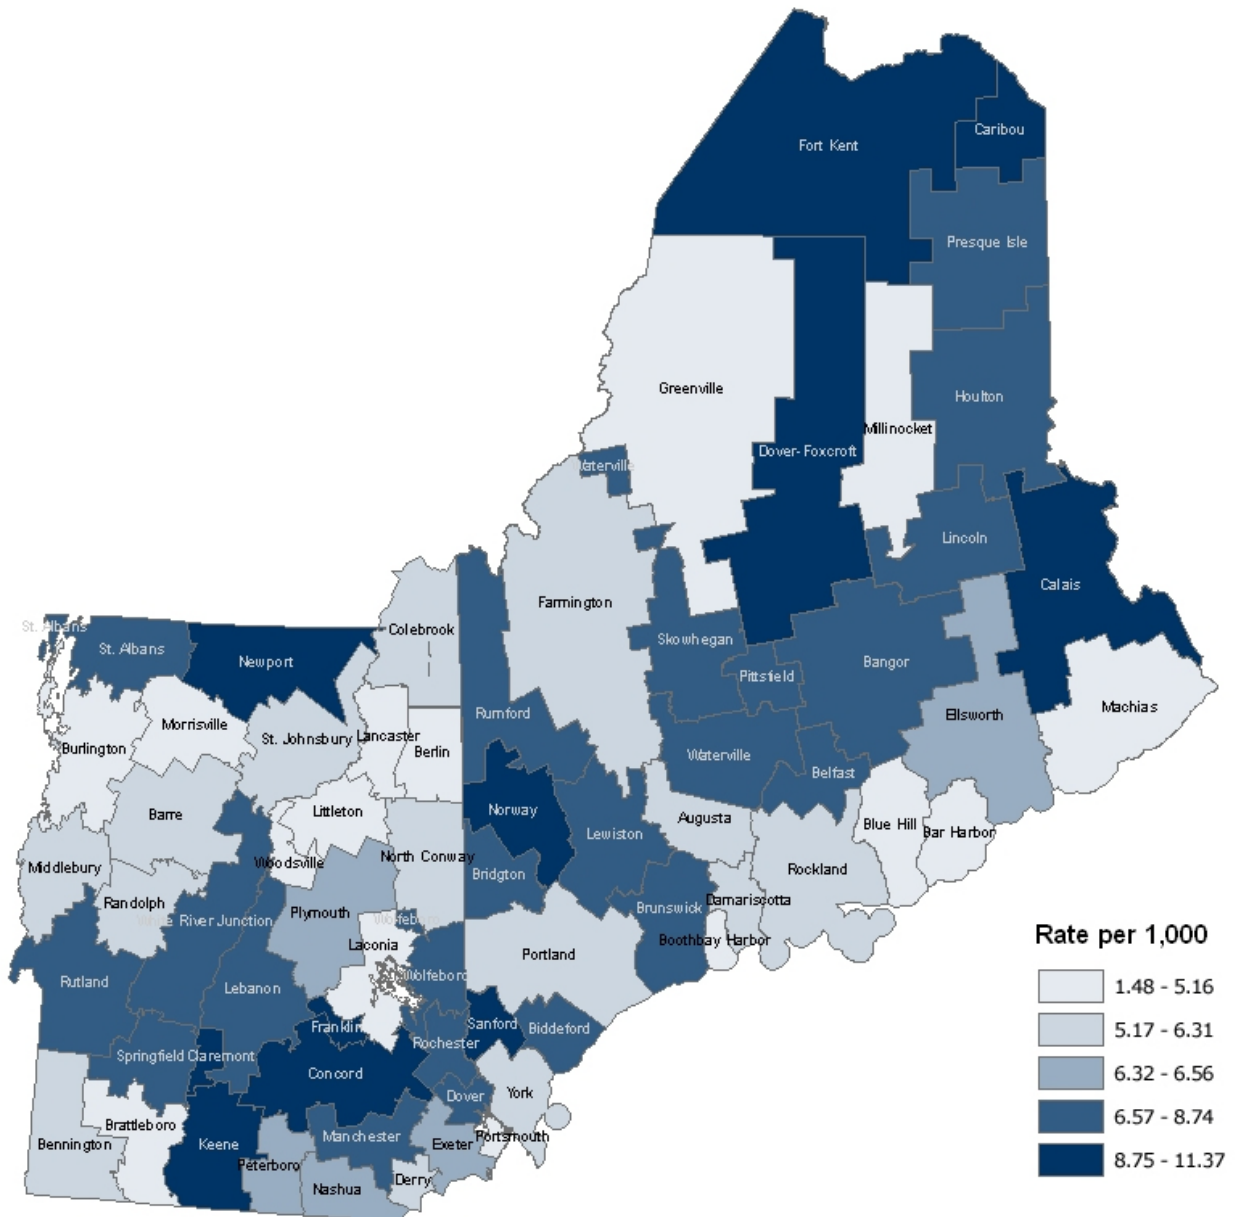 Fort Kent
Caribou
Presque Isle
Greenville
Houlton
Millinocket
Dover-Foxcroft
Waterville
Lincoln
Calais
Farmington
St. Albans
St. Albans
Colebrook
Skowhegan
Newport
Bangor
Pittsfield
Machias
Rumford
Ellsworth
Morrisville
St. Johnsbury
Lancaster
Burlington
Berlin
Waterville
Belfast
Norway
Littleton
Barre
Augusta
Blue Hill
Bar Harbor
Lewiston
North Conway
Woodsville
Middlebury
Rockland
Bridgton
Randolph
Damariscotta
Brunswick
White River Junction
Plymouth
Wolfeboro
Laconia
Boothbay Harbor
Portland
Rate per 1,000
Wolfeboro
Rutland
Lebanon
1.48 - 5.16
Franklin
Sanford
Biddeford
5.17 - 6.31
Rochester
Springfield
Claremont
Concord
6.32 - 6.56
Dover
York
6.57 - 8.74
Brattleboro
Manchester
Portsmouth
Bennington
Keene
Exeter
8.75 - 11.37
Peterboro
Derry
Nashua